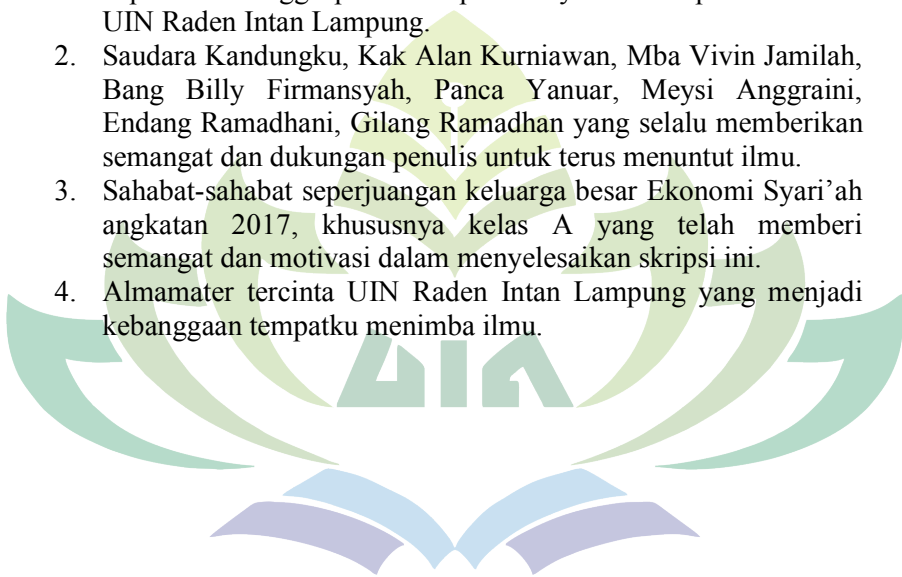 UIN Raden Intan Lampung.
2. Saudara Kandungku, Kak Alan Kurniawan, Mba Vivin Jamilah,
Bang Billy Firmansyah, Panca Yanuar, Meysi Anggraini,
Endang Ramadhani, Gilang Ramadhan yang selalu memberikan
semangat dan dukungan penulis untuk terus menuntut ilmu.
3. Sahabat-sahabat seperjuangan keluarga besar Ekonomi Syari’ah
angkatan 2017, khususnya kelas A yang telah memberi
semangat dan motivasi dalam menyelesaikan skripsi ini.
4. Almamater tercinta UIN Raden Intan Lampung yang menjadi
kebanggaan tempatku menimba ilmu.
UIN